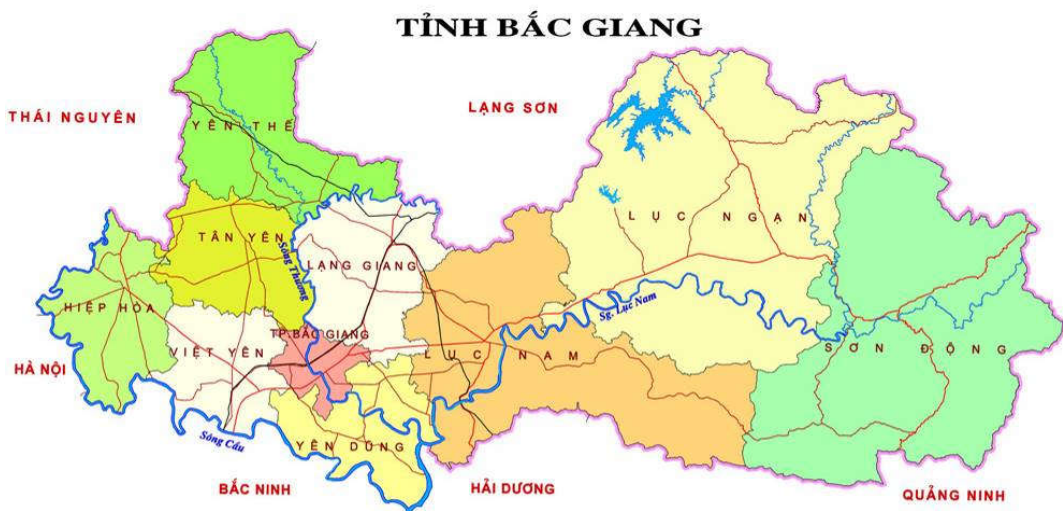 TỈNH BẮC GIANG
THÁI NGUYÊN
LẠNG SƠN
YÊN THẾ
LỤC NGẠN
TÂN YÊN
Sông Thương
LẠNG GIANG
HIỆP HÒA
Sg. Lục Nam
TP.BẮC GIANG
VIỆT YÊN
LỤC NAM
SƠN ĐỘNG
HÀ NỘI
Sông Cầu
YÊN DŨNG
BẮC NINH
HẢI DƯƠNG
QUẢNG NINH